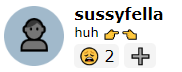 sussyfella
huh 👉👈
😩 2 ➕